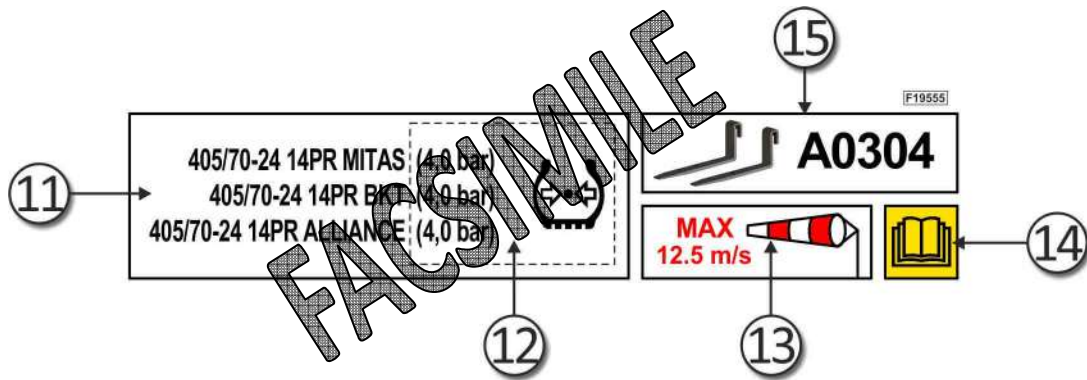 15
F19555
405/70-24 14PR MITAS (4,0 bar)
405/70-24 14PR BKT (4,0 bar)
405/70-24 14PR ALLIANCE (4,0 bar)
A0304
11
MAX
12.5 m/s
14
12
13
FACSIMILE